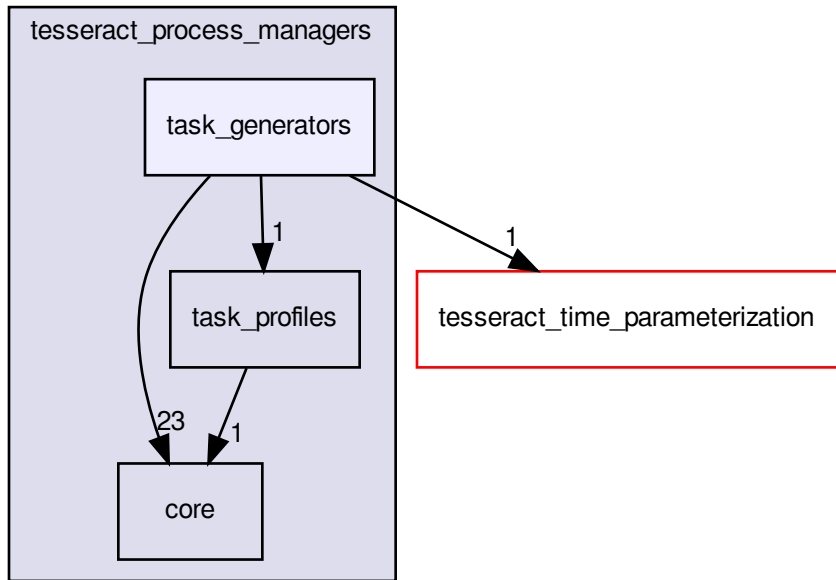 tesseract_process_managers
task_generators
1
1
task_profiles
tesseract_time_parameterization
23
1
core